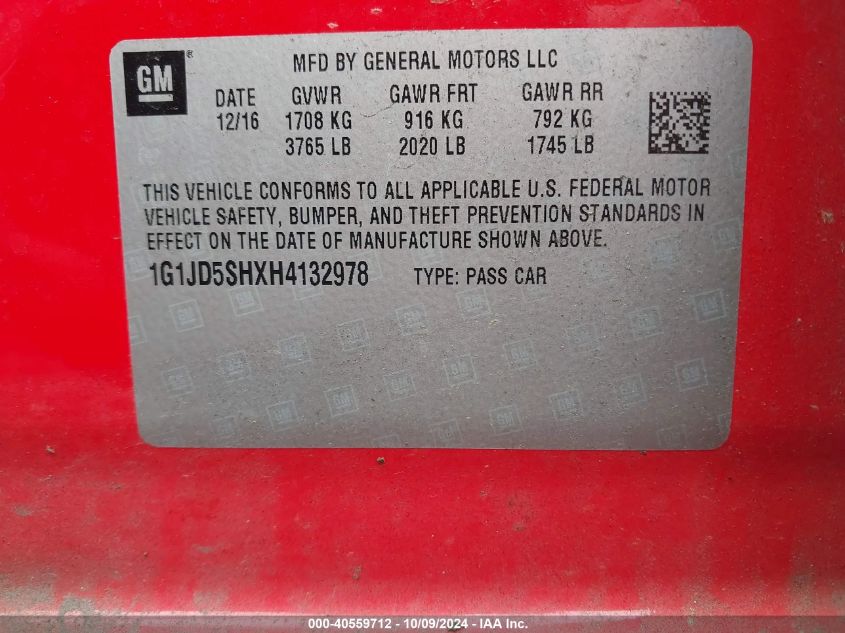 GM ®
MFD BY GENERAL MOTORS LLC
DATE GVWR GAWR FRT GAWR RR
12/16 1708 KG 916 KG 792 KG
3765 LB 2020 LB 1745 LB
THIS VEHICLE CONFORMS TO ALL APPLICABLE U.S. FEDERAL MOTOR
VEHICLE SAFETY, BUMPER, AND THEFT PREVENTION STANDARDS IN
EFFECT ON THE DATE OF MANUFACTURE SHOWN ABOVE.
1G1JD5SHXH4132978 TYPE: PASS CAR
000-40559712 - 10/09/2024 - IAA Inc.